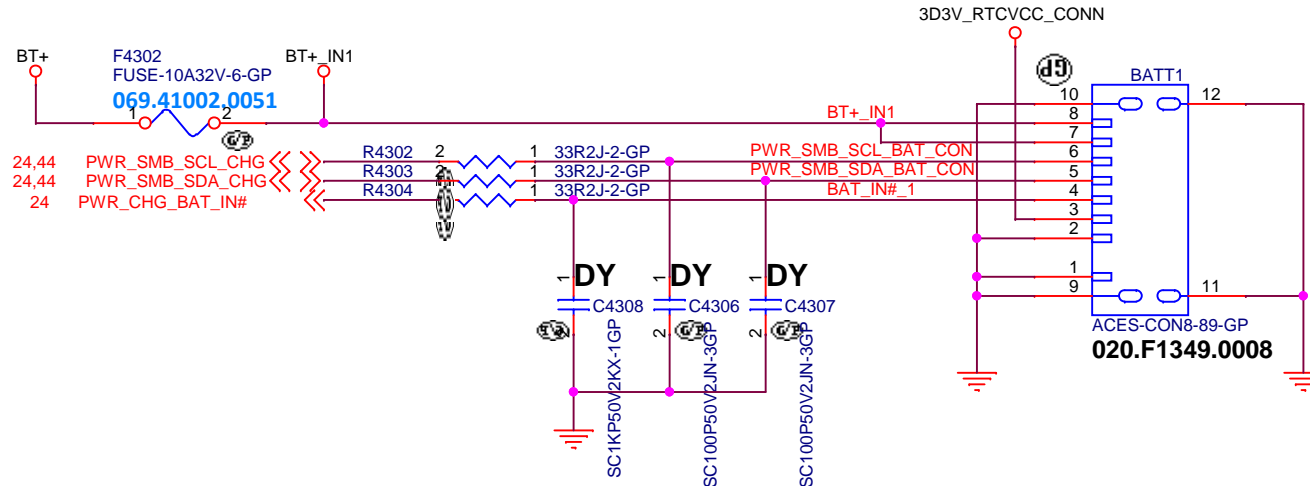 3D3V_RTCVCC_CONN
BT+
F4302
FUSE-10A32V-6-GP
069.41002.0051
BT+_IN1
1
2
G/P
GP
BATT1
10
12
BT+_IN1
8
7
24,44
PWR_SMB_SCL_CHG
R4302
2
1
33R2J-2-GP
PWR_SMB_SCL_BAT_CON
6
24,44
PWR_SMB_SDA_CHG
R4303
2
1
33R2J-2-GP
PWR_SMB_SDA_BAT_CON
5
24
PWR_CHG_BAT_IN#
R4304
1
33R2J-2-GP
BAT_IN#_1
4
3
2
1
9
11
DY
DY
DY
1
C4308
1
C4306
1
C4307
2
2
2
G/P
G/P
SC1KP50V2KX-1GP
SC100P50V2JN-3GP
SC100P50V2JN-3GP
ACES-CON8-89-GP
020.F1349.0008